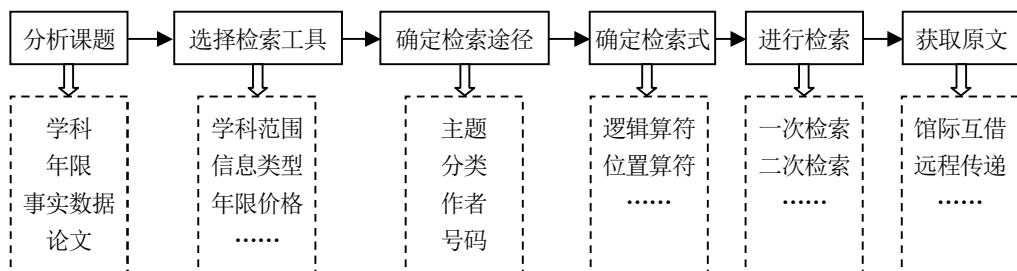 分析课题
选择检索工具
确定检索途径
确定检索式
进行检索
获取原文
学科
年限
事实数据
论文
学科范围
信息类型
年限价格
……
主题
分类
作者
号码
逻辑算符
位置算符
……
一次检索
二次检索
……
馆际互借
远程传递
……